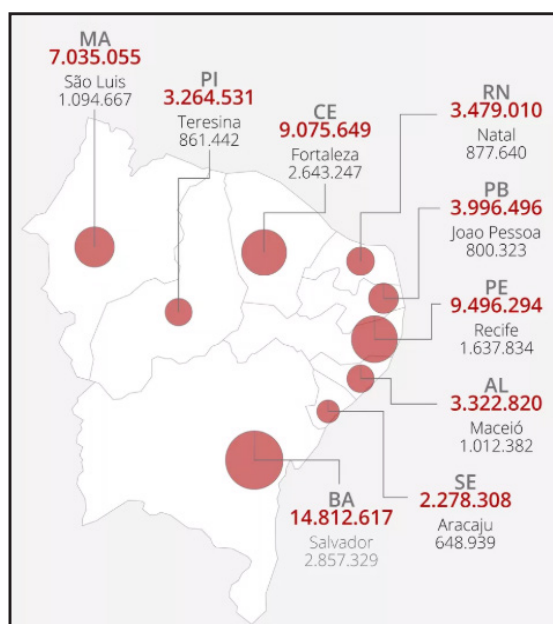 MA
7.035.055
São Luis
1.094.667
PI
3.264.531
Teresina
861.442
CE
9.075.649
Fortaleza
2.643.247
RN
3.479.010
Natal
877.640
PB
3.996.496
Joao Pessoa
800.323
PE
9.496.294
Recife
1.637.834
AL
3.322.820
Maceió
1.012.382
SE
2.278.308
Aracaju
648.939
BA
14.812.617
Salvador
2.857.329